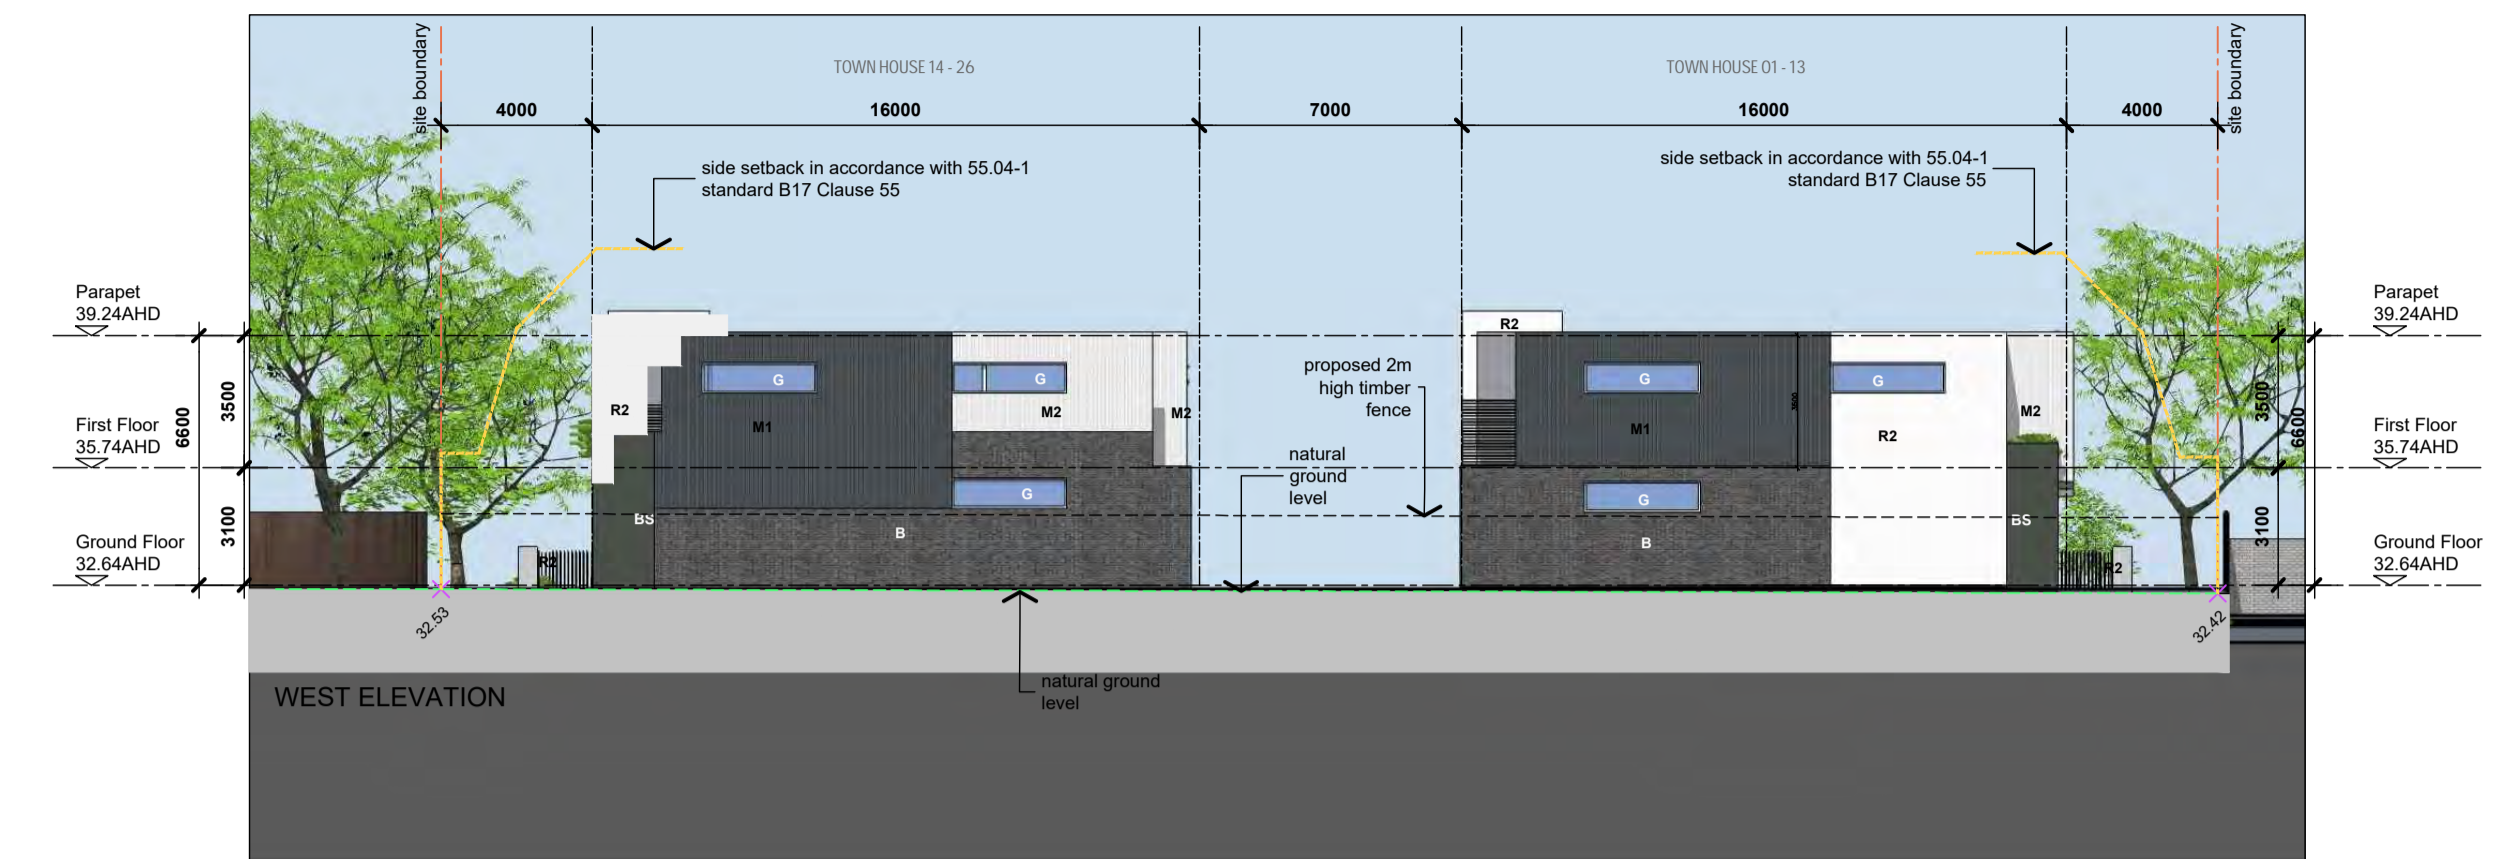 site boundary
site boundary
TOWN HOUSE 14 - 26
TOWN HOUSE 01 - 13
4000
16000
7000
16000
4000
side setback in accordance with 55.04-1
standard B17 Clause 55
side setback in accordance with 55.04-1
standard B17 Clause 55
Parapet
39.24AHD
First Floor
35.74AHD
Ground Floor
32.64AHD
6600
3500
3100
R2
G
G
M1
M2
M2
G
BS
B
R2
proposed 2m
high timber
fence
natural
ground
level
R2
G
G
3500
M1
R2
M2
G
B
BS
R2
3500
6600
3100
Parapet
39.24AHD
First Floor
35.74AHD
Ground Floor
32.64AHD
32.53
32.42
natural ground
level
WEST ELEVATION